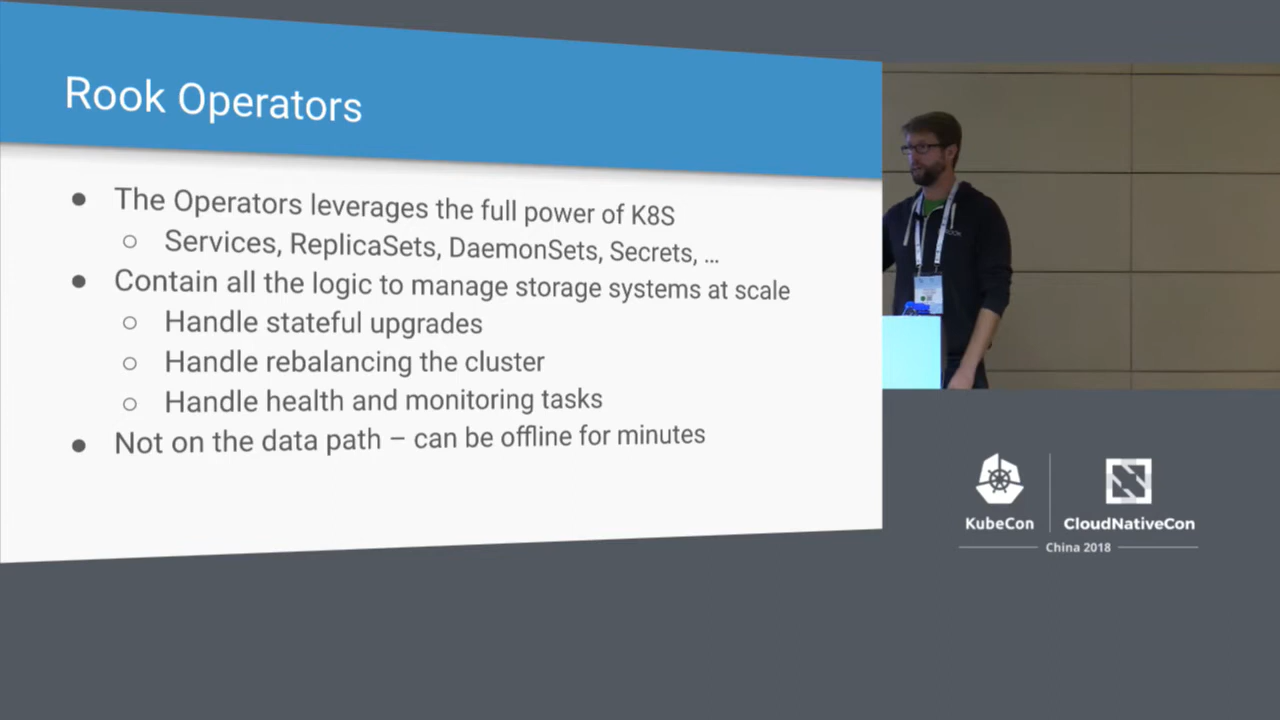 Rook Operators
● The Operators leverages the full power of K8S
○ Services, ReplicaSets, DaemonSets, Secrets, ...
● Contain all the logic to manage storage systems at scale
○ Handle stateful upgrades
○ Handle rebalancing the cluster
○ Handle health and monitoring tasks
● Not on the data path – can be offline for minutes
KubeCon
CloudNativeCon
China 2018